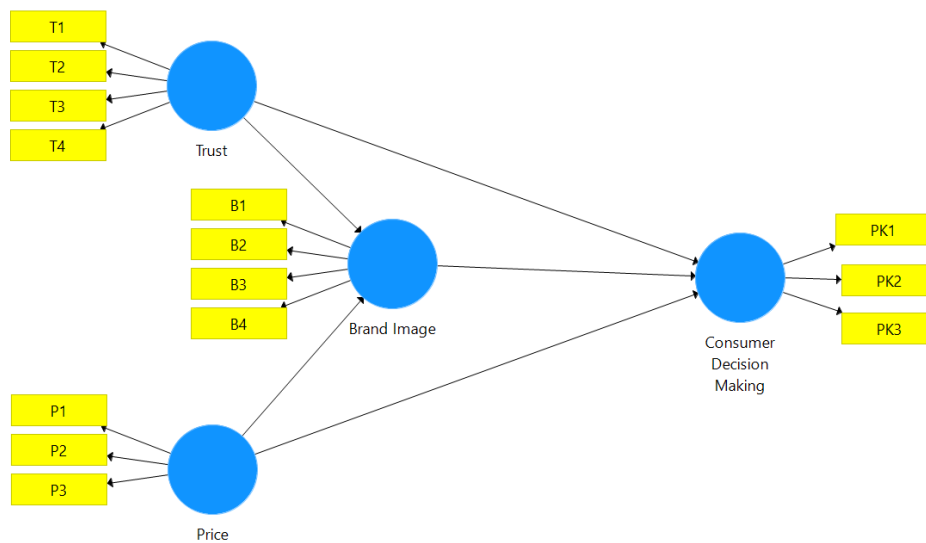 T1
T2
T3
T4
Trust
B1
B2
B3
B4
Brand Image
PK1
PK2
PK3
Consumer
Decision
Making
P1
P2
P3
Price